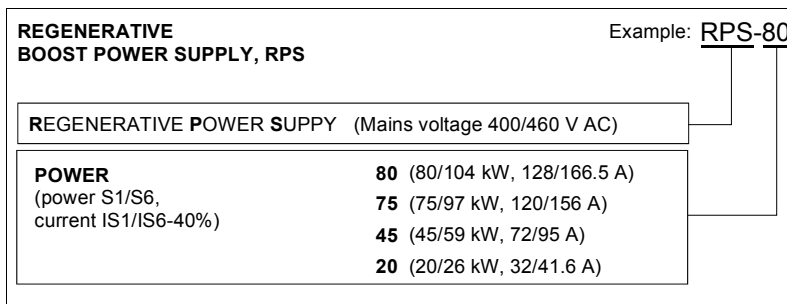 REGENERATIVE
BOOST POWER SUPPLY, RPS
Example: RPS-80
REGENERATIVE POWER SUPPY (Mains voltage 400/460 V AC)
POWER
(power S1/S6,
current IS1/IS6-40%)
80 (80/104 kW, 128/166.5 A)
75 (75/97 kW, 120/156 A)
45 (45/59 kW, 72/95 A)
20 (20/26 kW, 32/41.6 A)